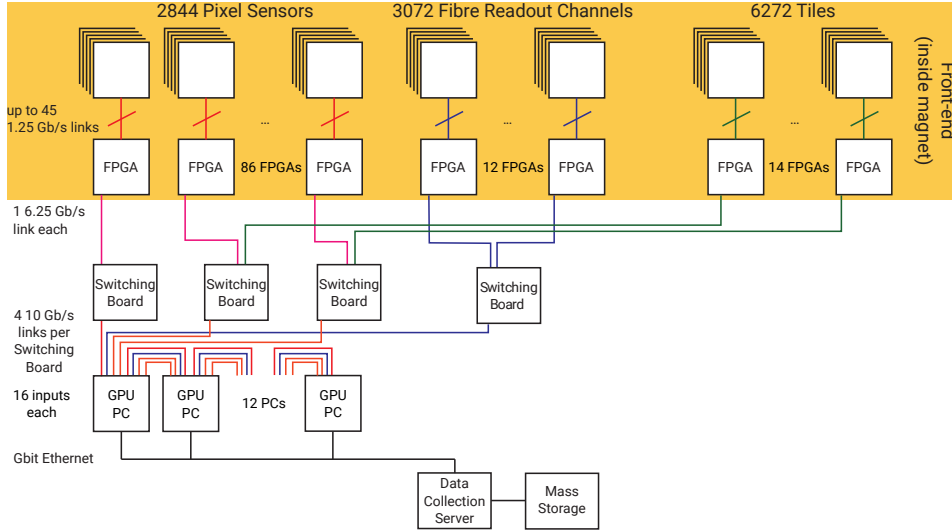 2844 Pixel Sensors
3072 Fibre Readout Channels
6272 Tiles
Front-end
(inside magnet)
up to 45
1.25 Gb/s links
...
...
...
FPGA
FPGA
86 FPGAs
FPGA
FPGA
12 FPGAs
FPGA
FPGA
14 FPGAs
FPGA
1 6.25 Gb/s
link each
Switching
Board
Switching
Board
Switching
Board
Switching
Board
4 10 Gb/s
links per
Switching
Board
16 inputs
each
GPU
PC
GPU
PC
12 PCs
GPU
PC
Gbit Ethernet
Data
Collection
Server
Mass
Storage